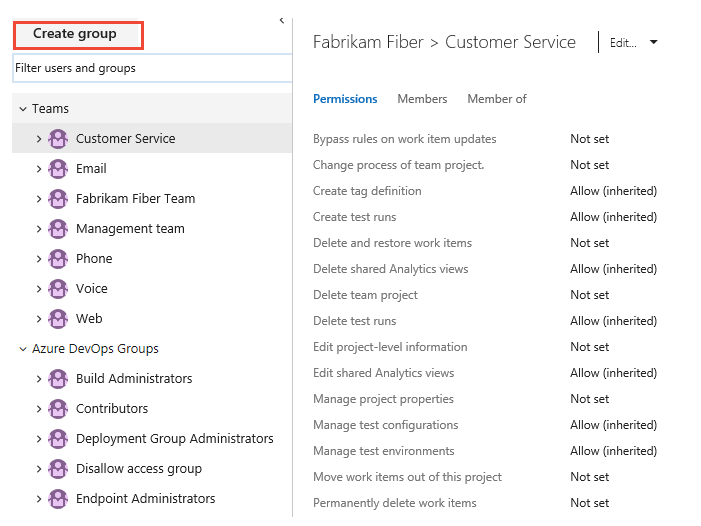 Create group
Filter users and groups
Teams
Customer Service
Email
Fabrikam Fiber Team
Management team
Phone
Voice
Web
Azure DevOps Groups
Build Administrators
Contributors
Deployment Group Administrators
Disallow access group
Endpoint Administrators
Fabrikam Fiber > Customer Service Edit...
Permissions Members Member of
Bypass rules on work item updates Not set
Change process of team project. Not set
Create tag definition Allow (inherited)
Create test runs Allow (inherited)
Delete and restore work items Not set
Delete shared Analytics views Allow (inherited)
Delete team project Not set
Delete test runs Allow (inherited)
Edit project-level information Not set
Edit shared Analytics views Allow (inherited)
Manage project properties Not set
Manage test configurations Allow (inherited)
Manage test environments Allow (inherited)
Move work items out of this project Not set
Permanently delete work items Not set